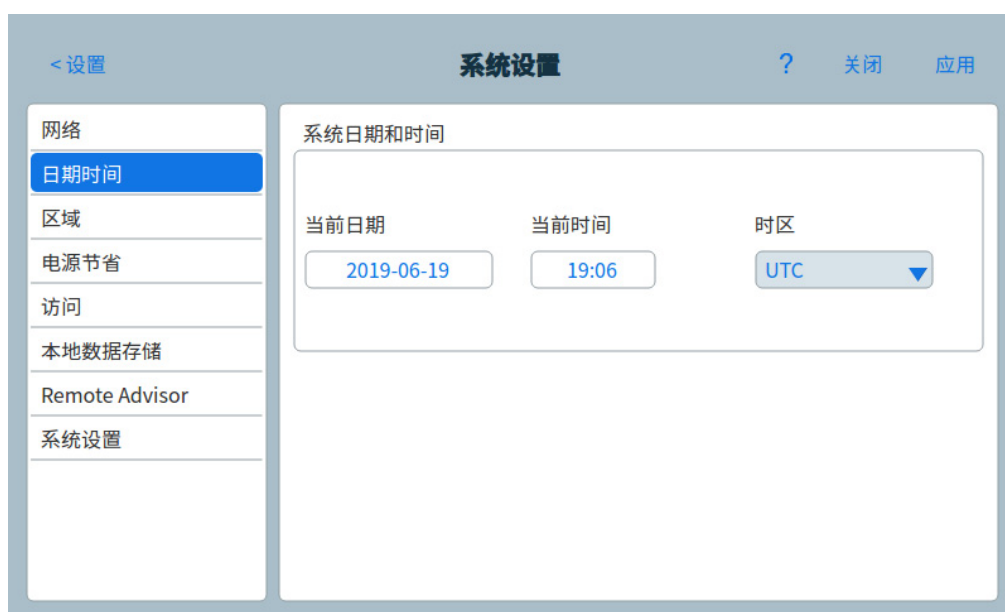 < 设置
系统设置
?
关闭
应用
网络
日期时间
区域
电源节省
访问
本地数据存储
Remote Advisor
系统设置
系统日期和时间
当前日期
当前时间
时区
2019-06-19
19:06
UTC